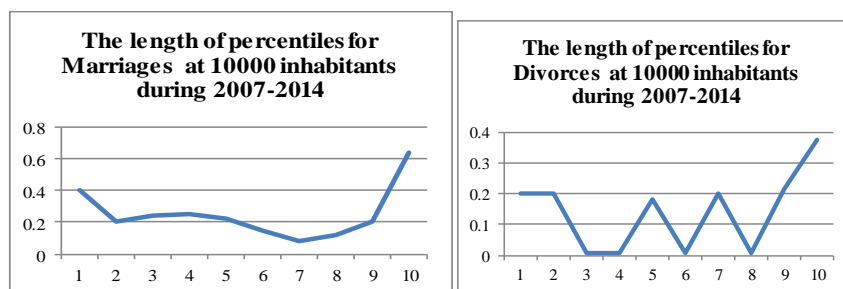 The length of percentiles for
Marriages at 10000 inhabitants
during 2007-2014
0.8
0.6
0.4
0.2
0
1 2 3 4 5 6 7 8 9 10
The length of percentiles for
Divorces at 10000 inhabitants
during 2007-2014
0.4
0.3
0.2
0.1
0
1 2 3 4 5 6 7 8 9 10